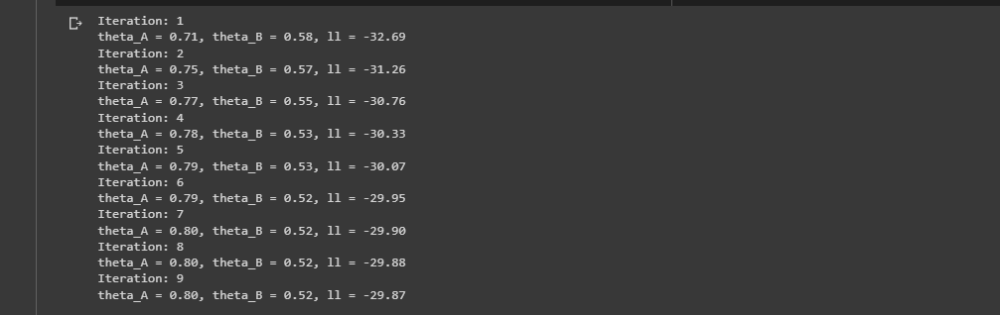 Iteration: 1
theta_A = 0.71, theta_B = 0.58, ll = -32.69
Iteration: 2
theta_A = 0.75, theta_B = 0.57, ll = -31.26
Iteration: 3
theta_A = 0.77, theta_B = 0.55, ll = -30.76
Iteration: 4
theta_A = 0.78, theta_B = 0.53, ll = -30.33
Iteration: 5
theta_A = 0.79, theta_B = 0.53, ll = -30.07
Iteration: 6
theta_A = 0.79, theta_B = 0.52, ll = -29.95
Iteration: 7
theta_A = 0.80, theta_B = 0.52, ll = -29.90
Iteration: 8
theta_A = 0.80, theta_B = 0.52, ll = -29.88
Iteration: 9
theta_A = 0.80, theta_B = 0.52, ll = -29.87